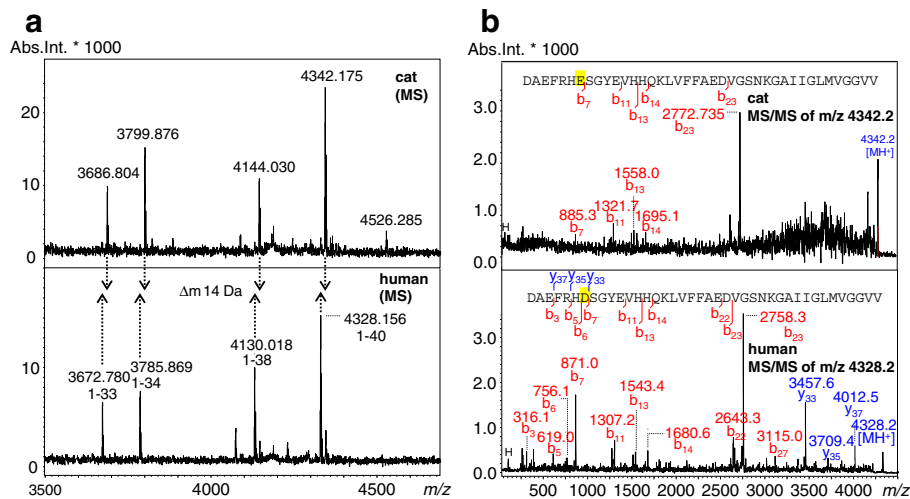 a
Abs.Int. * 1000
4342.175
cat
(MS)
20
3799.876
3686.804
4144.030
10
4526.285
0
human
(MS)
Δm 14 Da
4328.156
1-40
4130.018
1-38
10
3785.869
1-34
3672.780
1-33
0
3500 4000 4500 m/z
b
Abs.Int. * 1000
DAEFRHESGYEVHHQKLVFFAEDVGSNKGAIIGLMVGGVV
b7 b11 b13 b14 b23
3.0
2772.735
b23
cat
MS/MS of m/z 4342.2
4342.2
[MH+]
2.0
1558.0
b13
1321.7
b11
1695.1
b14
1.0
885.3
b7
H
0.0
y37 y35 y33
DAEFRHDSGYEVHHQKLVFFAEDVGSNKGAIIGLMVGGVV
b3 b5 b6 b7 b11 b13 b14 b22 b23
3.0
2758.3
b23
human
MS/MS of m/z 4328.2
871.0
b7
2.0
756.1
b6
1543.4
b13
3457.6
y33
4012.5
y37
4328.2
[MH+]
1.0
316.1
b3
619.0
b5
1307.2
b11
1680.6
b14
2643.3
b22
3115.0
b27
3709.4
y35
H
0.0
500 1000 1500 2000 2500 3000 3500 4000 m/z